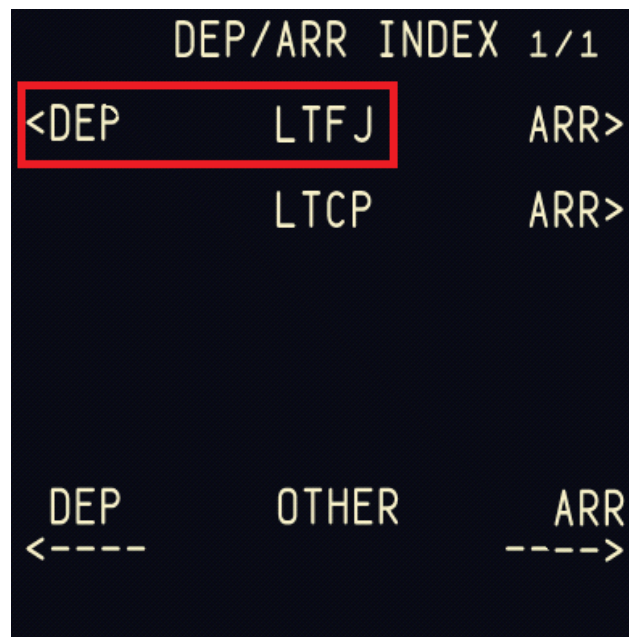 DEP/ARR INDEX 1/1
<DEP LTFJ ARR>
LTCP ARR>
DEP OTHER ARR
<---- ---->